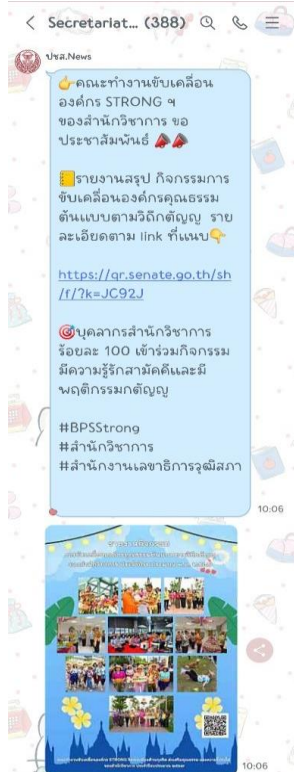 Secretariat... (388)
ปชส.News
👉คณะทำงานขับเคลื่อน
องค์กร STRONG ฯ
ของสำนักวิชาการ ขอ
ประชาสัมพันธ์ 📣📣
📒รายงานสรุป กิจกรรมการ
ขับเคลื่อนองค์กรคุณธรรม
ต้นแบบตามวิถีกตัญญู ราย
ละเอียดตาม link ที่แนบ👇
https://qr.senate.go.th/sh
/f/?k=JC92J
🎯บุคลากรสำนักวิชาการ
ร้อยละ 100 เข้าร่วมกิจกรรม
มีความรู้รักสามัคคีและมี
พฤติกรรมกตัญญู
#BPSStrong
#สำนักวิชาการ
#สำนักงานเลขาธิการวุฒิสภา
10:06
10:06